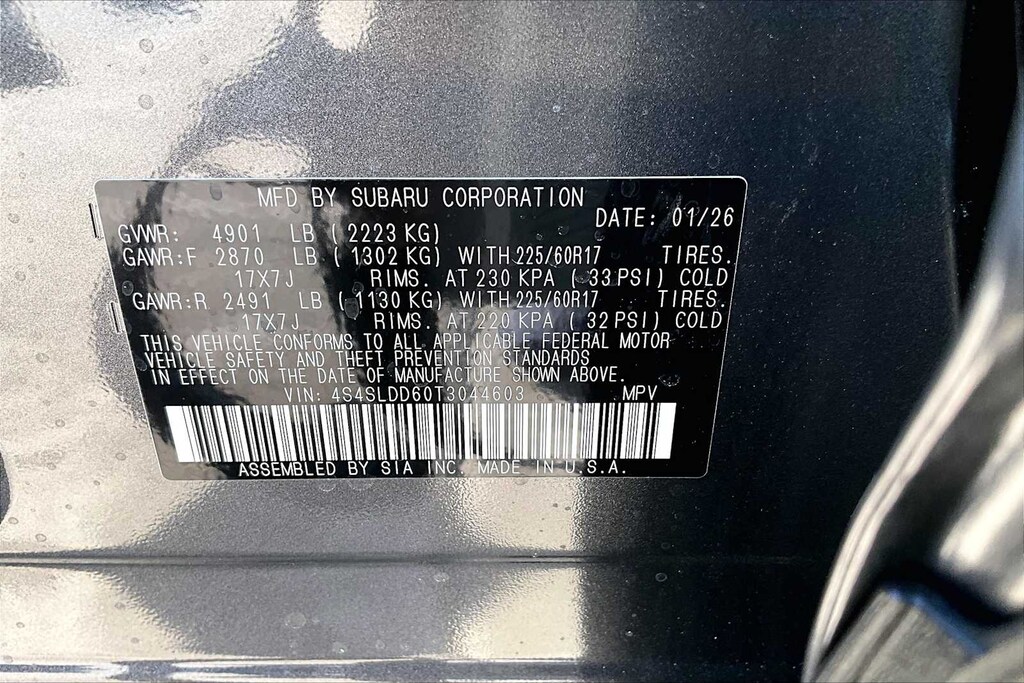 MFD BY SUBARU CORPORATION
DATE: 01/26
GVWR: 4901 LB ( 2223 KG)
GAWR:F 2870 LB ( 1302 KG) WITH 225/60R17 TIRES.
17X7J RIMS. AT 230 KPA ( 33 PSI) COLD
GAWR:R 2491 LB ( 1130 KG) WITH 225/60R17 TIRES.
17X7J RIMS. AT 220 KPA ( 32 PSI) COLD
THIS VEHICLE CONFORMS TO ALL APPLICABLE FEDERAL MOTOR
VEHICLE SAFETY AND THEFT PREVENTION STANDARDS
IN EFFECT ON THE DATE OF MANUFACTURE SHOWN ABOVE.
VIN: 4S4SLDD60T3044603 MPV
ASSEMBLED BY SIA INC. MADE IN U.S.A.